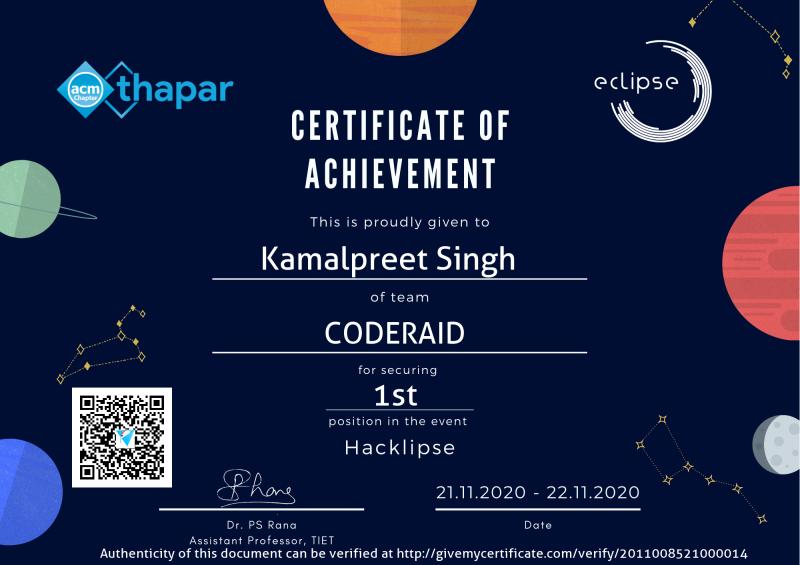 acm
Chapter
thapar
eclipse
CERTIFICATE OF
ACHIEVEMENT
This is proudly given to
Kamalpreet Singh
of team
CODERAID
for securing
1st
position in the event
Hacklipse
21.11.2020 - 22.11.2020
Dr. PS Rana
Date
Assistant Professor, TIET
Authenticity of this document can be verified at http://givemycertificate.com/verify/2011008521000014